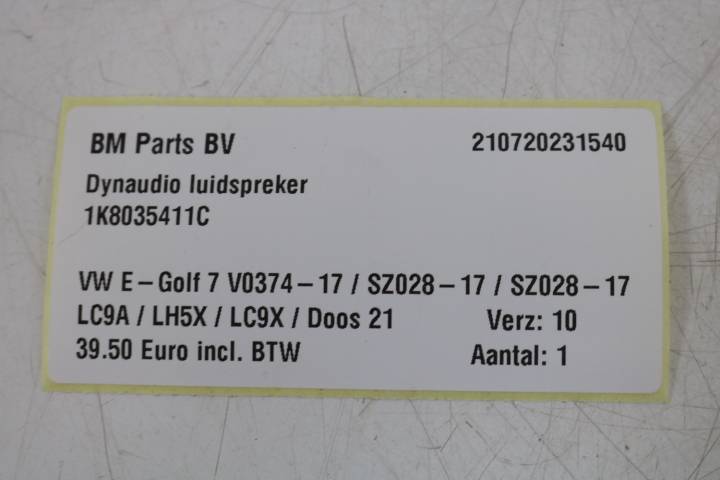 BM Parts BV 210720231540
Dynaudio luidspreker
1K8035411C
VW E-Golf 7 V0374-17 / SZ028-17 / SZ028-17
LC9A / LH5X / LC9X / Doos 21 Verz: 10
39.50 Euro incl. BTW Aantal: 1